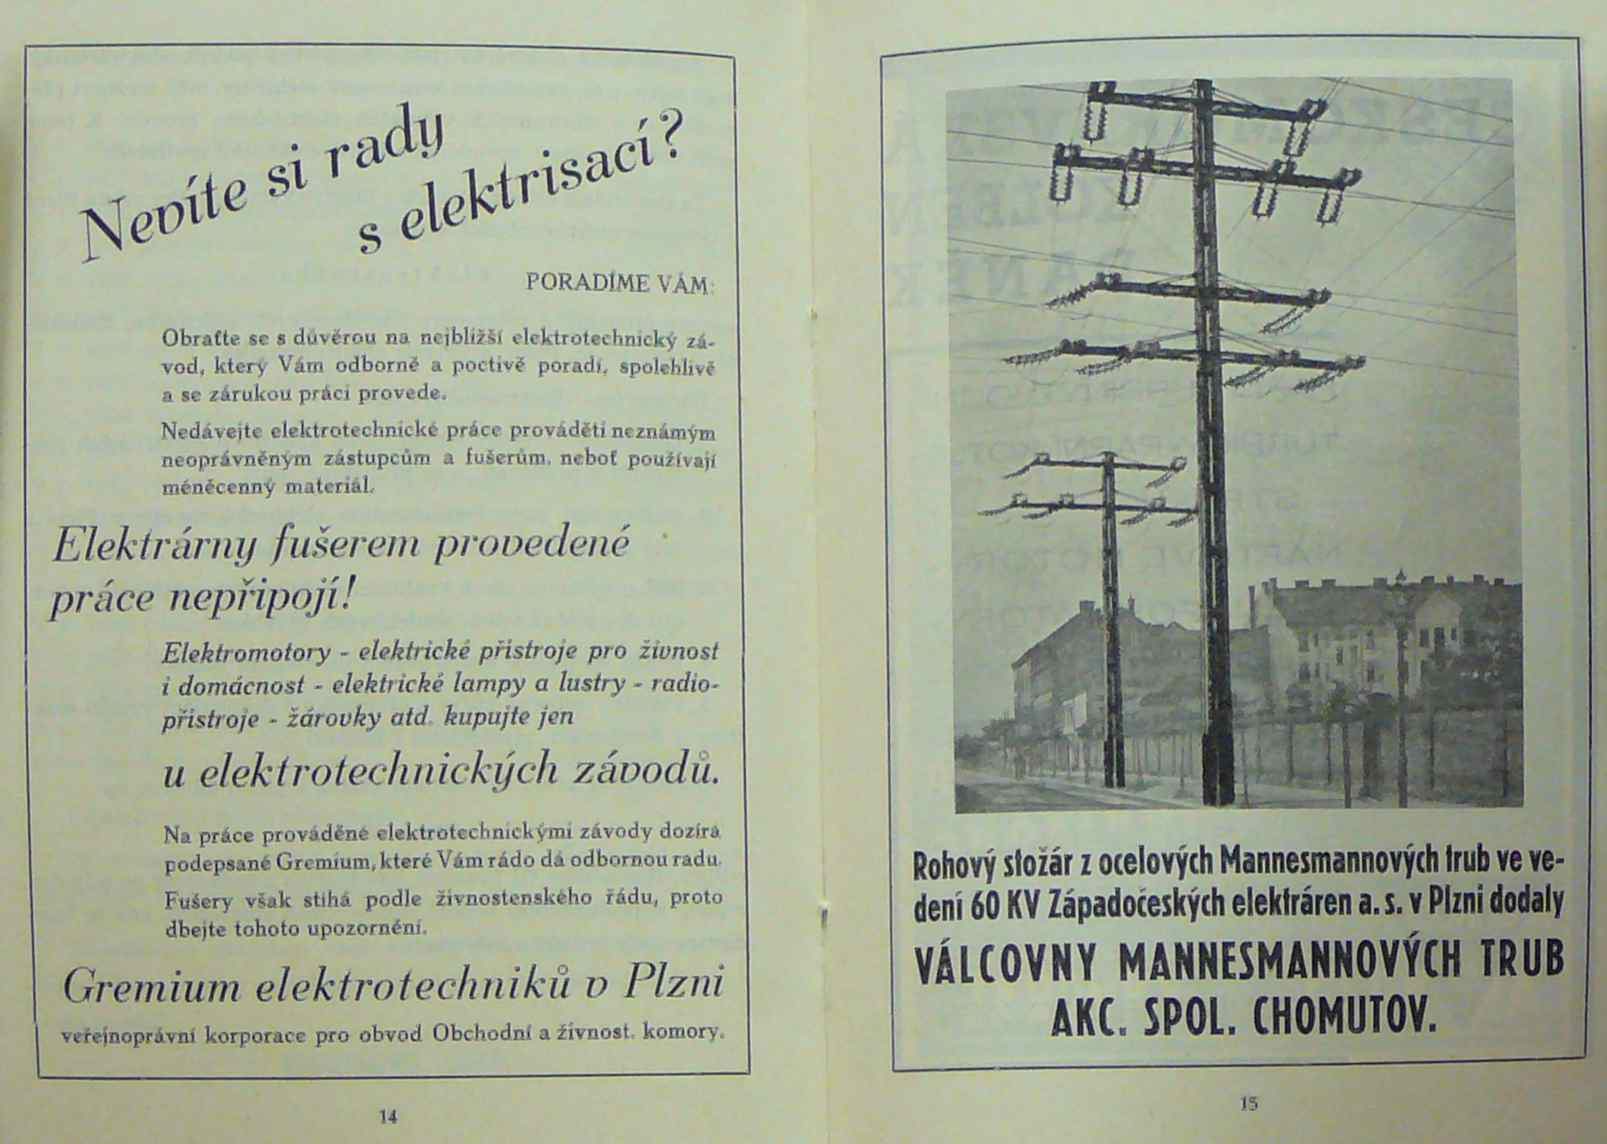 Nevíte si rady
s elektrisací?
PORADÍME VÁM:
Obraťte se s důvěrou na nejbližší elektrotechnický zá-
vod, který Vám odborně a poctivě poradí, spolehlivě
a se zárukou práci provede.
Nedávejte elektrotechnické práce prováděti neznámým
neoprávněným zástupcům a fušerům, neboť používají
méněcenný materiál.
Elektrárny fušerem provedené
práce nepřipojí!
Elektromotory - elektrické přístroje pro živnost
i domácnost - elektrické lampy a lustry - radio-
přístroje - žárovky atd. kupujte jen
u elektrotechnických závodů.
Na práce prováděné elektrotechnickými závody dozírá
podepsané Gremium, které Vám rádo dá odbornou radu.
Fušery však stihá podle živnostenského řádu, proto
dbejte tohoto upozornění.
Gremium elektrotechniků v Plzni
veřejnoprávní korporace pro obvod Obchodní a živnost. komory.
14
Rohový stožár z ocelových Mannesmannových trub ve ve-
dení 60 KV Západočeských elektráren a. s. v Plzni dodaly
VÁLCOVNY MANNESMANNOVÝCH TRUB
AKC. SPOL. CHOMUTOV.
15